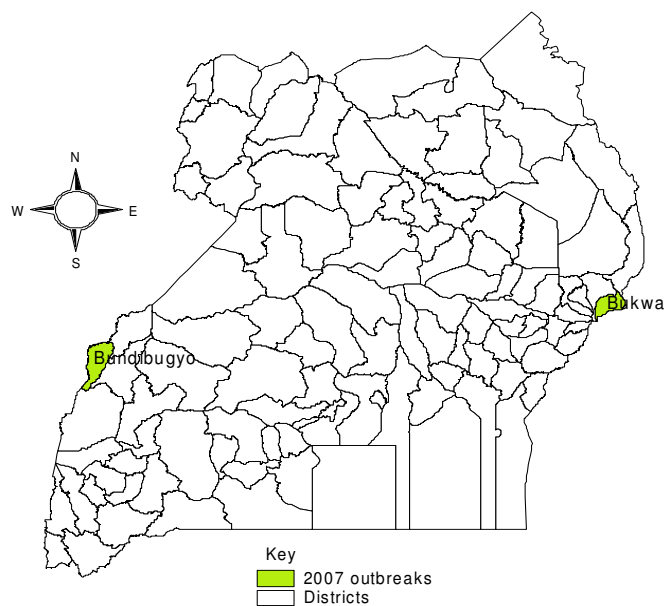 N
W E
S
Bukwa
Bundibugyo
Key
2007 outbreaks
Districts